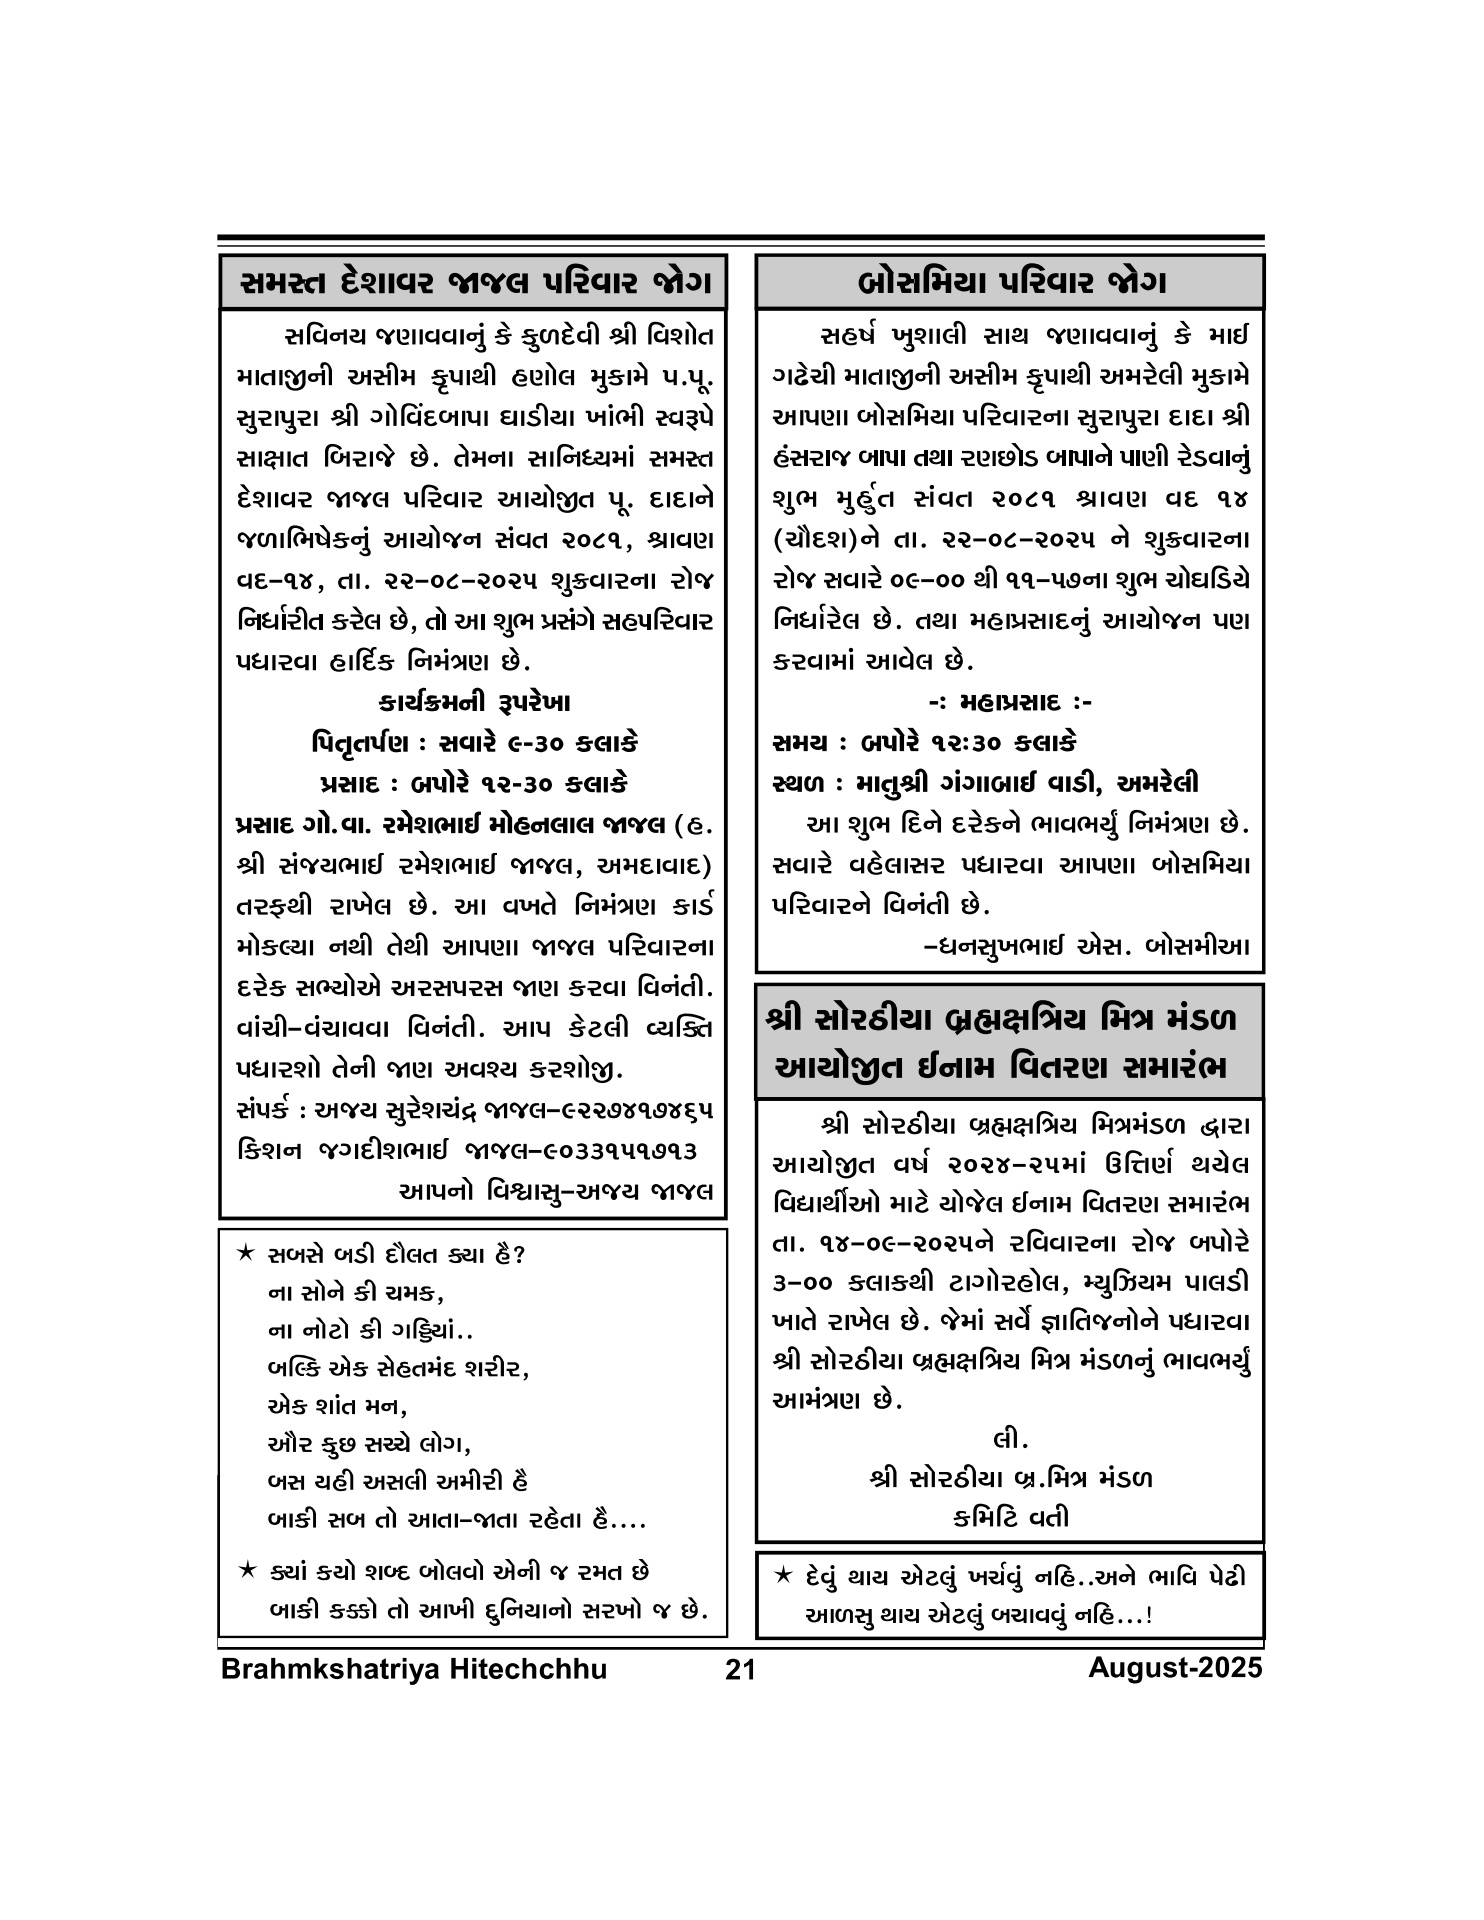 સમસ્ત દેશાવર જાજલ પરિવાર જોગ
સવિનય જણાવવાનું કે કુળદેવી શ્રી વિશોત
માતાજીની અસીમ કૃપાથી હણોલ મુકામે પ.પૂ.
સુરાપુરા શ્રી ગોવિંદબાપા ઘાડીયા ખાંભી સ્વરૂપે
સાક્ષાત બિરાજે છે. તેમના સાનિધ્યમાં સમસ્ત
દેશાવર જાજલ પરિવાર આયોજીત પૂ. દાદાને
જળાભિષેકનું આયોજન સંવત ૨૦૮૧, શ્રાવણ
વદ–૧૪, તા. ૨૨–૦૮–૨૦૨૫ શુક્રવારના રોજ
નિર્ધારીત કરેલ છે, તો આ શુભ પ્રસંગે સહપરિવાર
પધારવા હાર્દિક નિમંત્રણ છે.
કાર્યક્રમની રૂપરેખા
પિતૃતર્પણ : સવારે ૯-૩૦ કલાકે
પ્રસાદ : બપોરે ૧૨-૩૦ કલાકે
પ્રસાદ ગો.વા. રમેશભાઈ મોહનલાલ જાજલ (હ.
શ્રી સંજયભાઈ રમેશભાઈ જાજલ, અમદાવાદ)
તરફથી રાખેલ છે. આ વખતે નિમંત્રણ કાર્ડ
મોકલ્યા નથી તેથી આપણા જાજલ પરિવારના
દરેક સભ્યોએ અરસપરસ જાણ કરવા વિનંતી.
વાંચી–વંચાવવા વિનંતી. આપ કેટલી વ્યક્તિ
પધારશો તેની જાણ અવશ્ય કરશોજી.
સંપર્ક : અજય સુરેશચંદ્ર જાજલ–૯૨૨૭૪૧૭૪૬૫
કિશન જગદીશભાઈ જાજલ–૯૦૩૩૧૫૧૭૧૩
આપનો વિશ્વાસુ–અજય જાજલ
★ સબસે બડી દૌલત ક્યા હૈ?
ના સોને કી ચમક,
ના નોટો કી ગડ્ડિયાં..
બલ્કિ એક સેહતમંદ શરીર,
એક શાંત મન,
ઔર કુછ સચ્ચે લોગ,
બસ યહી અસલી અમીરી હૈ
બાકી સબ તો આતા–જાતા રહેતા હૈ....
★ ક્યાં કયો શબ્દ બોલવો એની જ રમત છે
બાકી કક્કો તો આખી દુનિયાનો સરખો જ છે.
બોસમિયા પરિવાર જોગ
સહર્ષ ખુશાલી સાથ જણાવવાનું કે માઈ
ગઢેચી માતાજીની અસીમ કૃપાથી અમરેલી મુકામે
આપણા બોસમિયા પરિવારના સુરાપુરા દાદા શ્રી
હંસરાજ બાપા તથા રણછોડ બાપાને પાણી રેડવાનું
શુભ મુર્હુત સંવત ૨૦૮૧ શ્રાવણ વદ ૧૪
(ચૌદશ)ને તા. ૨૨–૦૮–૨૦૨૫ ને શુક્રવારના
રોજ સવારે ૦૯–૦૦ થી ૧૧–૫૭ના શુભ ચોઘડિયે
નિર્ધારેલ છે. તથા મહાપ્રસાદનું આયોજન પણ
કરવામાં આવેલ છે.
-: મહાપ્રસાદ :-
સમય : બપોરે ૧૨:૩૦ કલાકે
સ્થળ : માતુશ્રી ગંગાબાઈ વાડી, અમરેલી
આ શુભ દિને દરેકને ભાવભર્યું નિમંત્રણ છે.
સવારે વહેલાસર પધારવા આપણા બોસમિયા
પરિવારને વિનંતી છે.
–ધનસુખભાઈ એસ. બોસમીઆ
શ્રી સોરઠીયા બ્રહ્મક્ષત્રિય મિત્ર મંડળ
આયોજીત ઈનામ વિતરણ સમારંભ
શ્રી સોરઠીયા બ્રહ્મક્ષત્રિય મિત્રમંડળ દ્વારા
આયોજીત વર્ષ ૨૦૨૪–૨૫માં ઉત્તિર્ણ થયેલ
વિદ્યાર્થીઓ માટે યોજેલ ઈનામ વિતરણ સમારંભ
તા. ૧૪–૦૯–૨૦૨૫ને રવિવારના રોજ બપોરે
૩–૦૦ કલાકથી ટાગોરહોલ, મ્યુઝિયમ પાલડી
ખાતે રાખેલ છે. જેમાં સર્વે જ્ઞાતિજનોને પધારવા
શ્રી સોરઠીયા બ્રહ્મક્ષત્રિય મિત્ર મંડળનું ભાવભર્યું
આમંત્રણ છે.
લી.
શ્રી સોરઠીયા બ્ર.મિત્ર મંડળ
કમિટિ વતી
★ દેવું થાય એટલું ખર્ચવું નહિ..અને ભાવિ પેઢી
આળસુ થાય એટલું બચાવવું નહિ...!
Brahmkshatriya Hitechchhu 21 August-2025